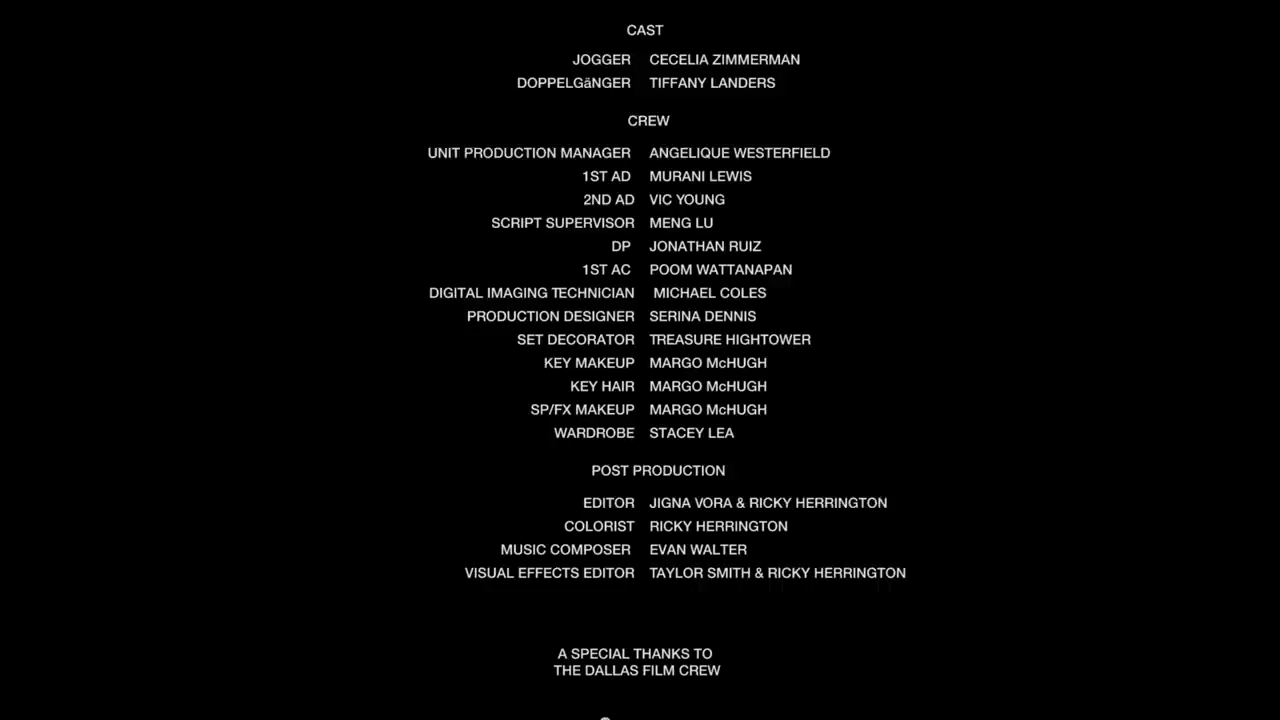 CAST
JOGGER CECELIA ZIMMERMAN
DOPPELGäNGER TIFFANY LANDERS
CREW
UNIT PRODUCTION MANAGER ANGELIQUE WESTERFIELD
1ST AD MURANI LEWIS
2ND AD VIC YOUNG
SCRIPT SUPERVISOR MENG LU
DP JONATHAN RUIZ
1ST AC POOM WATTANAPAN
DIGITAL IMAGING TECHNICIAN MICHAEL COLES
PRODUCTION DESIGNER SERINA DENNIS
SET DECORATOR TREASURE HIGHTOWER
KEY MAKEUP MARGO McHUGH
KEY HAIR MARGO McHUGH
SP/FX MAKEUP MARGO McHUGH
WARDROBE STACEY LEA
POST PRODUCTION
EDITOR JIGNA VORA & RICKY HERRINGTON
COLORIST RICKY HERRINGTON
MUSIC COMPOSER EVAN WALTER
VISUAL EFFECTS EDITOR TAYLOR SMITH & RICKY HERRINGTON
A SPECIAL THANKS TO
THE DALLAS FILM CREW